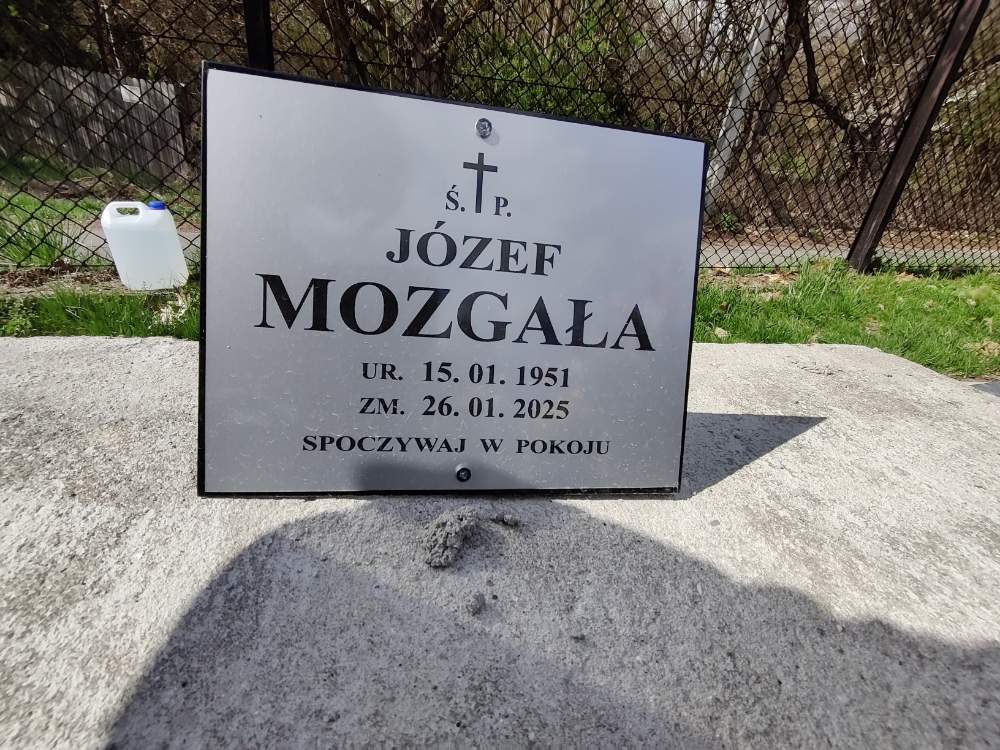 Ś. P.
JÓZEF
MOZGAŁA
UR. 15. 01. 1951
ZM. 26. 01. 2025
SPOCZYWAJ W POKOJU